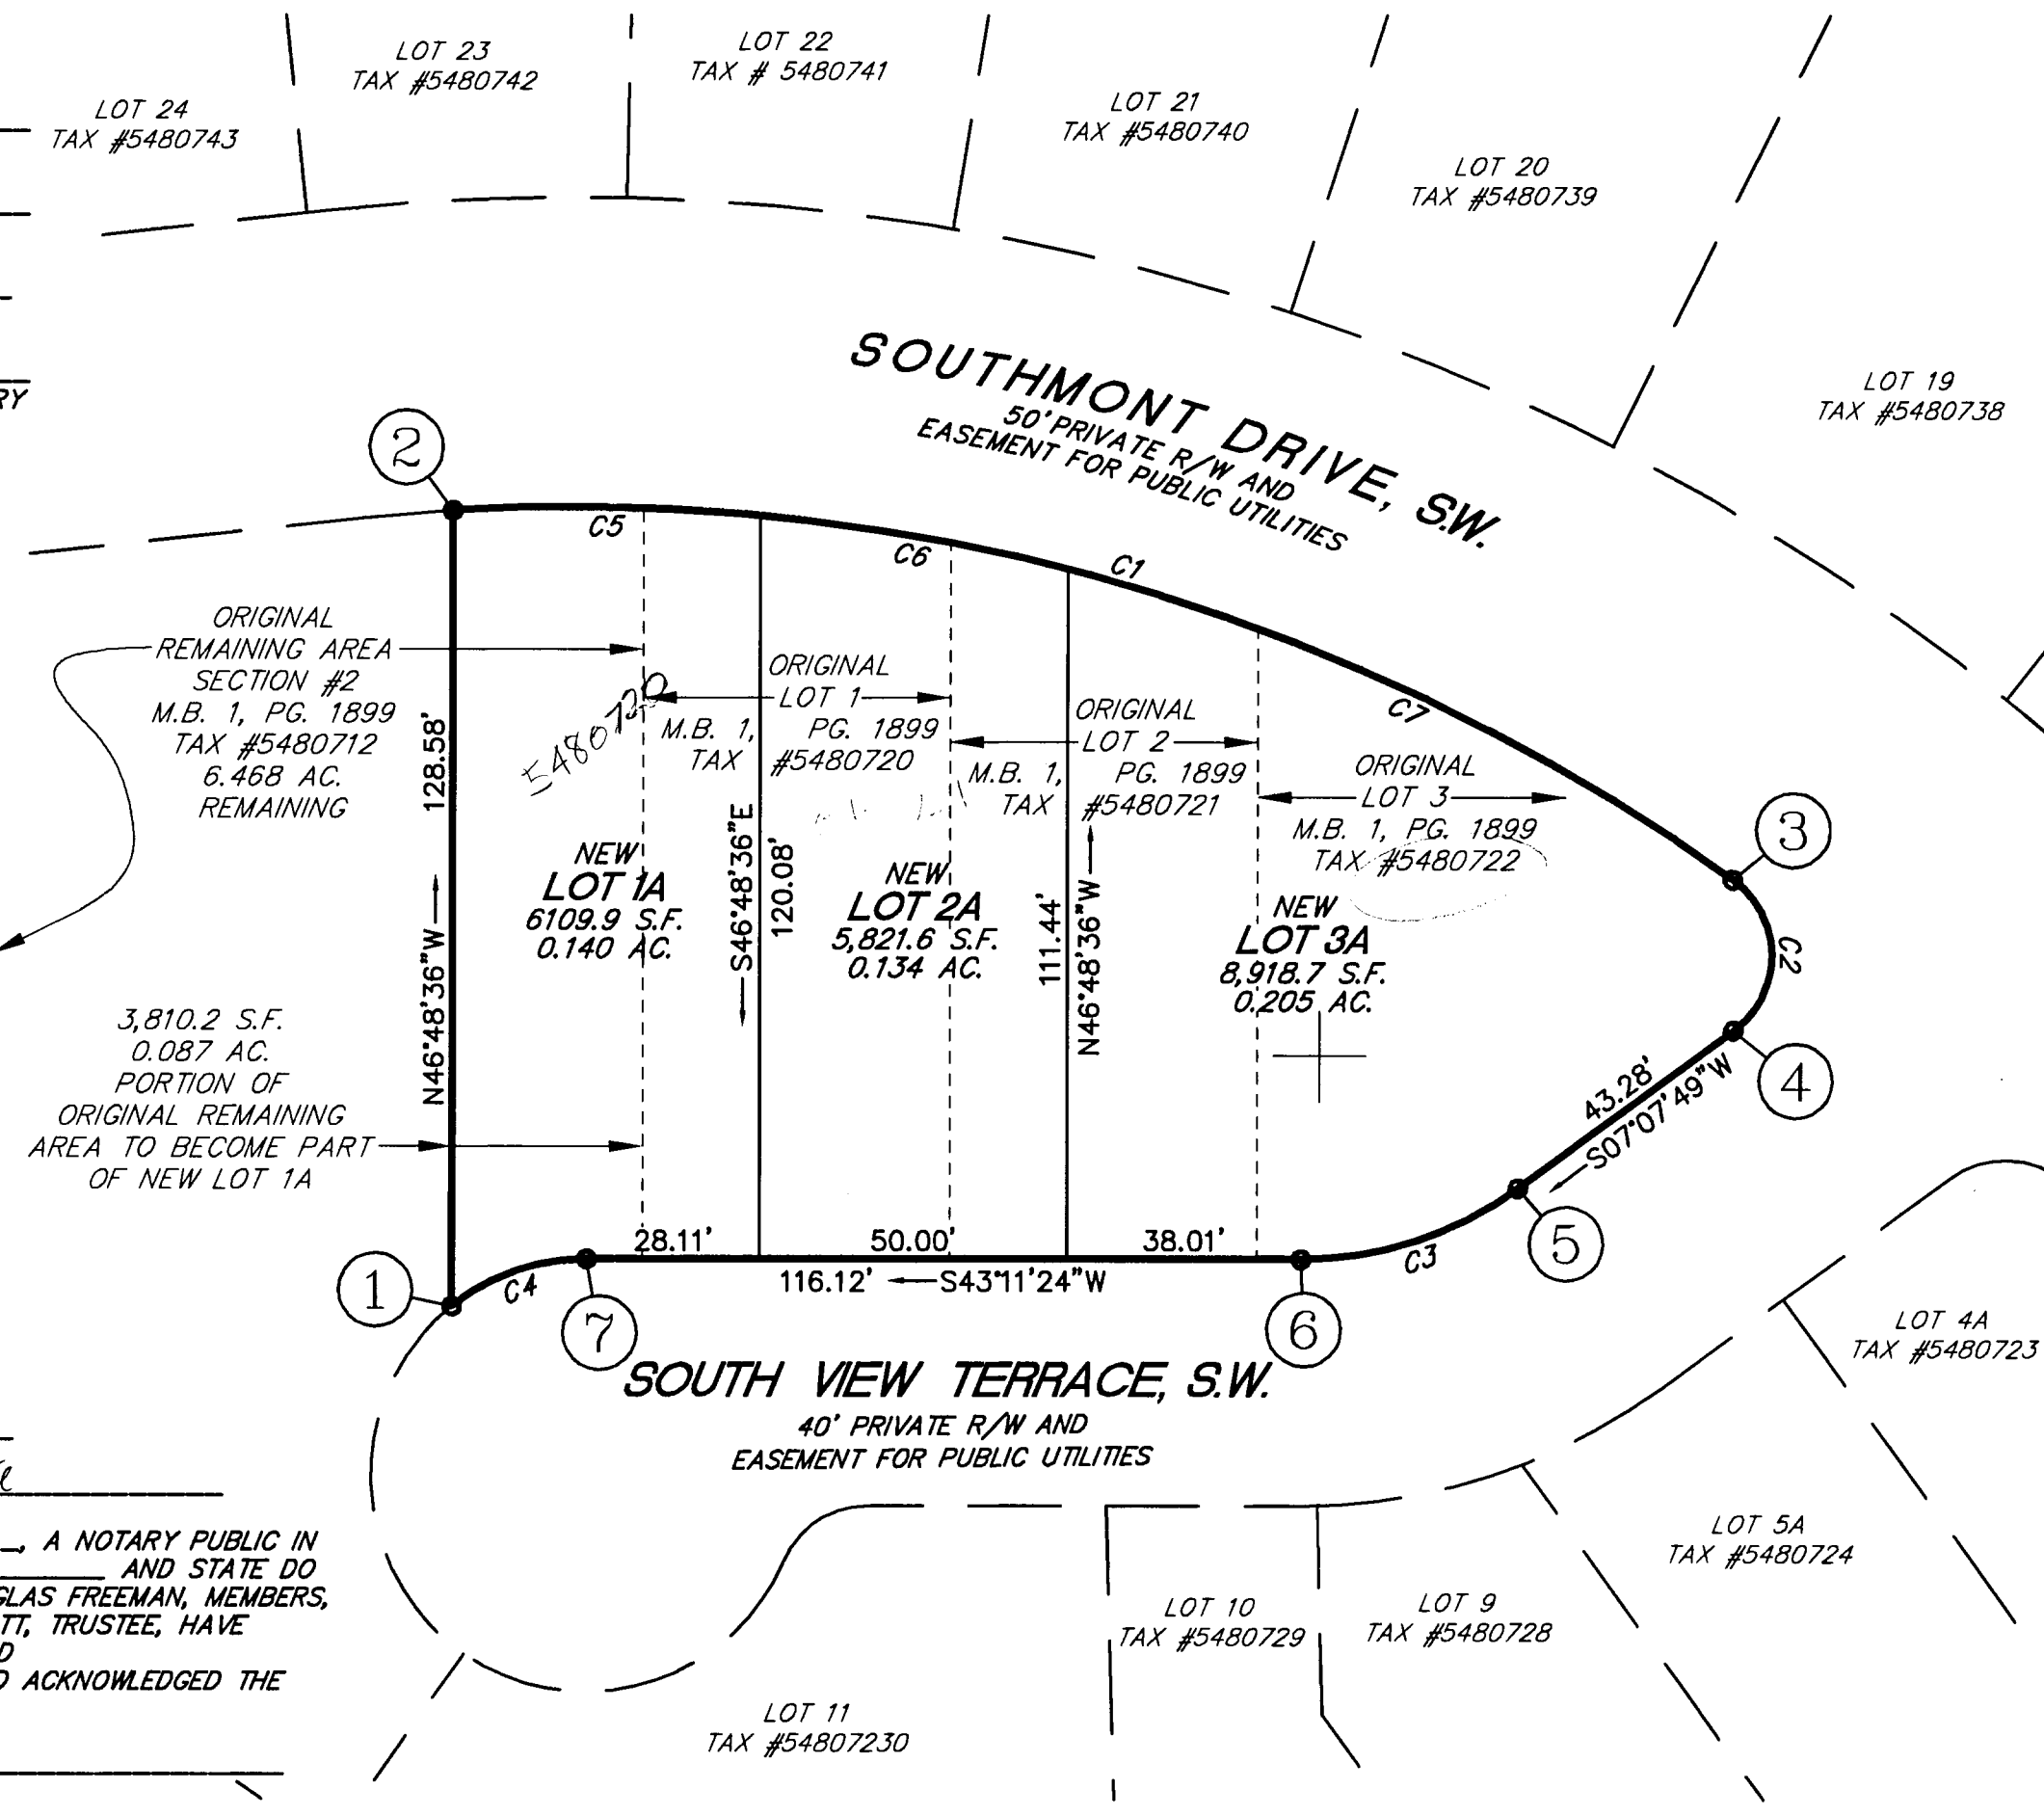 LOT 23
TAX #5480742
LOT 22
TAX # 5480741
LOT 24
TAX #5480743
LOT 21
TAX #5480740
LOT 20
TAX #5480739
LOT 19
TAX #5480738
RY
SOUTHMONT DRIVE, S.W.
50' PRIVATE R/W AND
EASEMENT FOR PUBLIC UTILITIES
2
C5
C6
C1
C7
3
C2
4
ORIGINAL
REMAINING AREA
SECTION #2
M.B. 1, PG. 1899
TAX #5480712
6.468 AC.
REMAINING
5480720
ORIGINAL
LOT 1
M.B. 1, PG. 1899
TAX #5480720
ORIGINAL
LOT 2
M.B. 1, PG. 1899
TAX #5480721
ORIGINAL
LOT 3
M.B. 1, PG. 1899
TAX #5480722
N46°48'36"W 128.58'
NEW
LOT 1A
6109.9 S.F.
0.140 AC.
S46°48'36"E
120.08'
NEW
LOT 2A
5,821.6 S.F.
0.134 AC.
111.44'
N46°48'36"W
NEW
LOT 3A
8,918.7 S.F.
0.205 AC.
3,810.2 S.F.
0.087 AC.
PORTION OF
ORIGINAL REMAINING
AREA TO BECOME PART
OF NEW LOT 1A
43.28'
S07°07'49"W
5
C3
1
C4
28.11'
50.00'
38.01'
116.12' S43°11'24"W
7
6
SOUTH VIEW TERRACE, S.W.
40' PRIVATE R/W AND
EASEMENT FOR PUBLIC UTILITIES
LOT 4A
TAX #5480723
LOT 5A
TAX #5480724
LOT 10
TAX #5480729
LOT 9
TAX #5480728
LOT 11
TAX #54807230
, A NOTARY PUBLIC IN
AND STATE DO
GLAS FREEMAN, MEMBERS,
TT, TRUSTEE, HAVE
D
D ACKNOWLEDGED THE